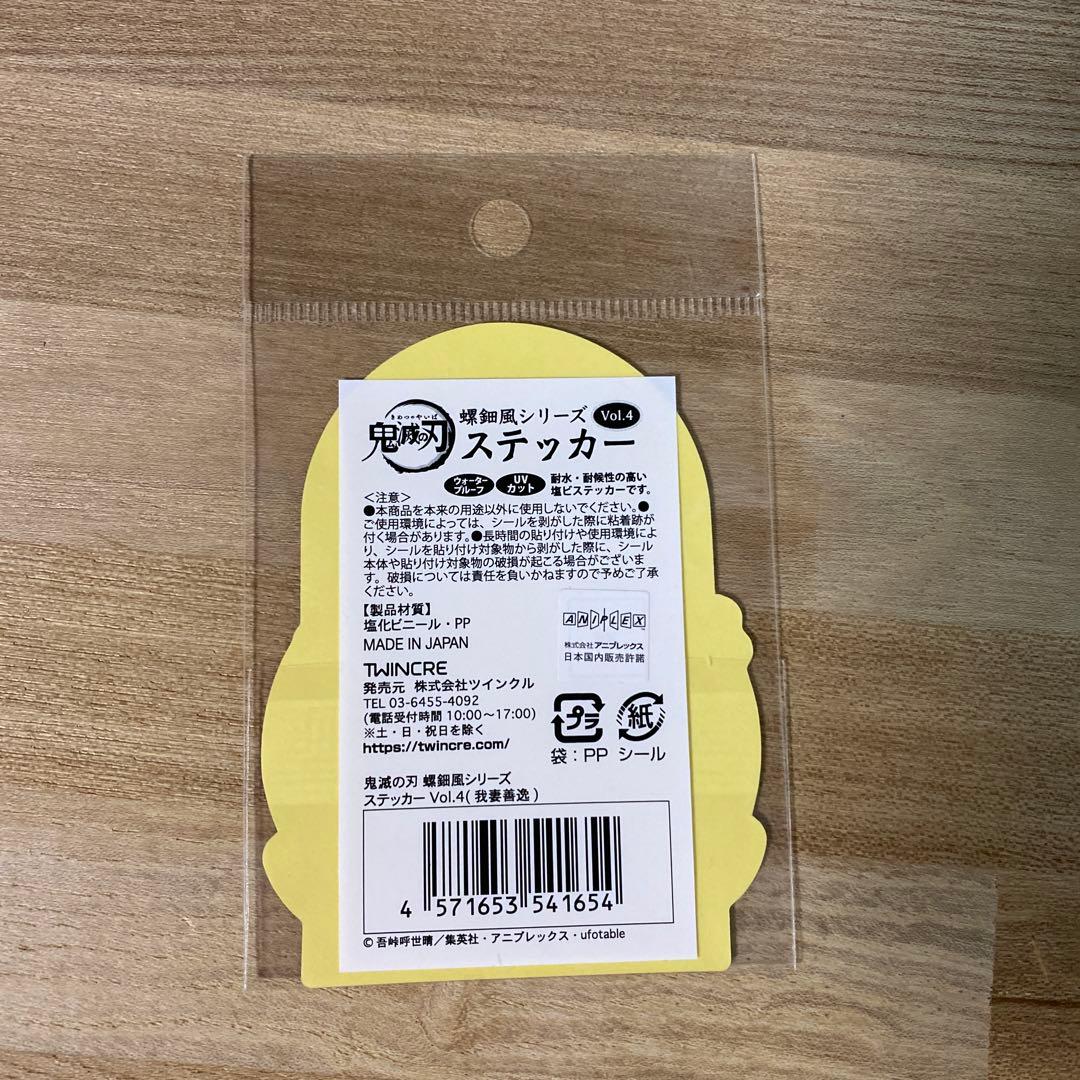 きめつのやいば
鬼滅の刃
螺鈿風シリーズ Vol.4
ステッカー
ウォータープルーフ UVカット
耐水・耐候性の高い
塩ビステッカーです。
＜注意＞
●本商品を本来の用途以外に使用しないでください。●
ご使用環境によっては、シールを剥がした際に粘着跡が
付く場合があります。●長時間の貼り付けや使用環境によ
り、シールを貼り付け対象物から剥がした際に、シール
本体や貼り付け対象物の破損が起こる場合がございま
す。破損については責任を負いかねますので予めご了承
ください。
【製品材質】
塩化ビニール・PP
MADE IN JAPAN
ANIPLEX
株式会社アニプレックス
日本国内販売許諾
TWINCRE
発売元 株式会社ツインクル
TEL 03-6455-4092
(電話受付時間 10:00～17:00)
※土・日・祝日を除く
https://twincre.com/
プラ 紙
袋：PP シール
鬼滅の刃 螺鈿風シリーズ
ステッカー Vol.4( 我妻善逸 )
4 571653 541654
© 吾峠呼世晴／集英社・アニプレックス・ufotable